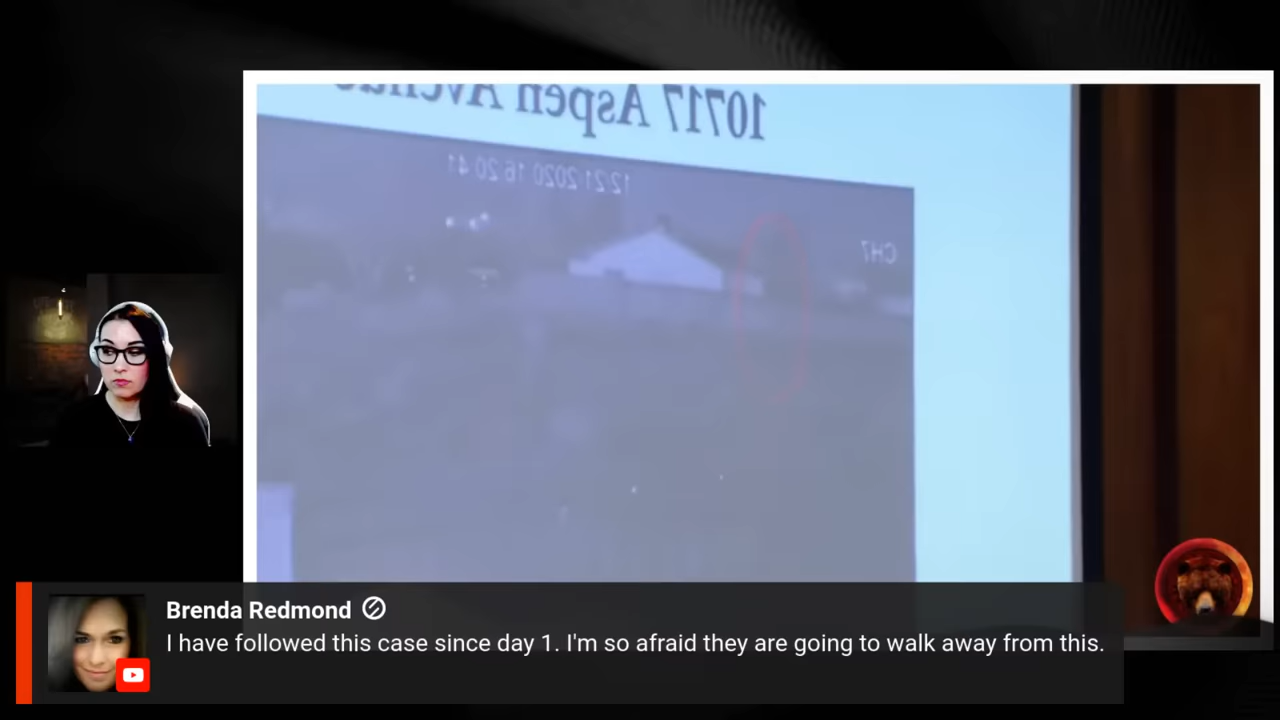 10717 Aspen Avenue
12-21-2020 16:20:41
CH7
Brenda Redmond
I have followed this case since day 1. I'm so afraid they are going to walk away from this.